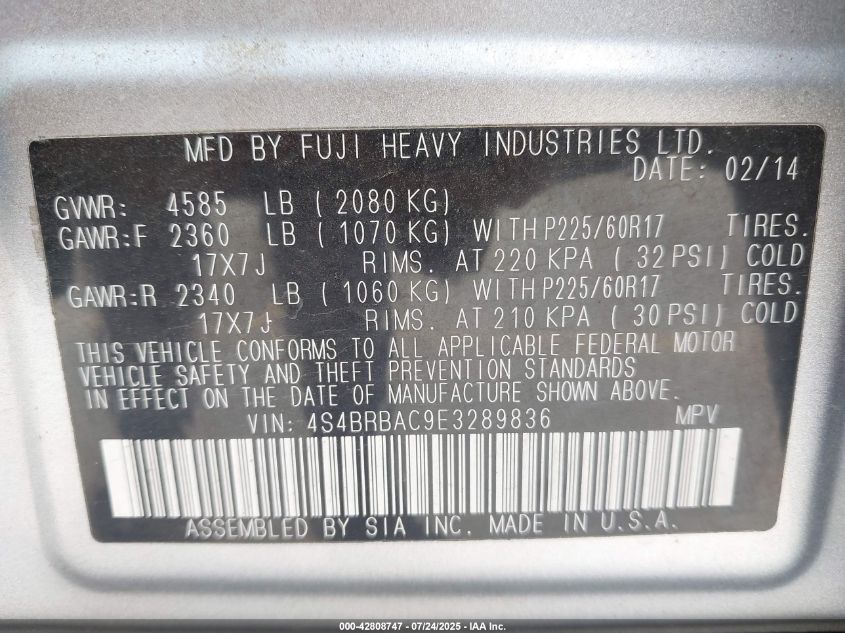 MFD BY FUJI HEAVY INDUSTRIES LTD.
DATE: 02/14
GVWR: 4585 LB ( 2080 KG)
GAWR:F 2360 LB ( 1070 KG) WITH P225/60R17 TIRES.
17X7J RIMS. AT 220 KPA ( 32 PSI) COLD
GAWR:R 2340 LB ( 1060 KG) WITH P225/60R17 TIRES.
17X7J RIMS. AT 210 KPA ( 30 PSI) COLD
THIS VEHICLE CONFORMS TO ALL APPLICABLE FEDERAL MOTOR
VEHICLE SAFETY AND THEFT PREVENTION STANDARDS
IN EFFECT ON THE DATE OF MANUFACTURE SHOWN ABOVE.
VIN: 4S4BRBAC9E3289836 MPV
ASSEMBLED BY SIA INC. MADE IN U.S.A.
000-42808747 - 07/24/2025 - IAA Inc.